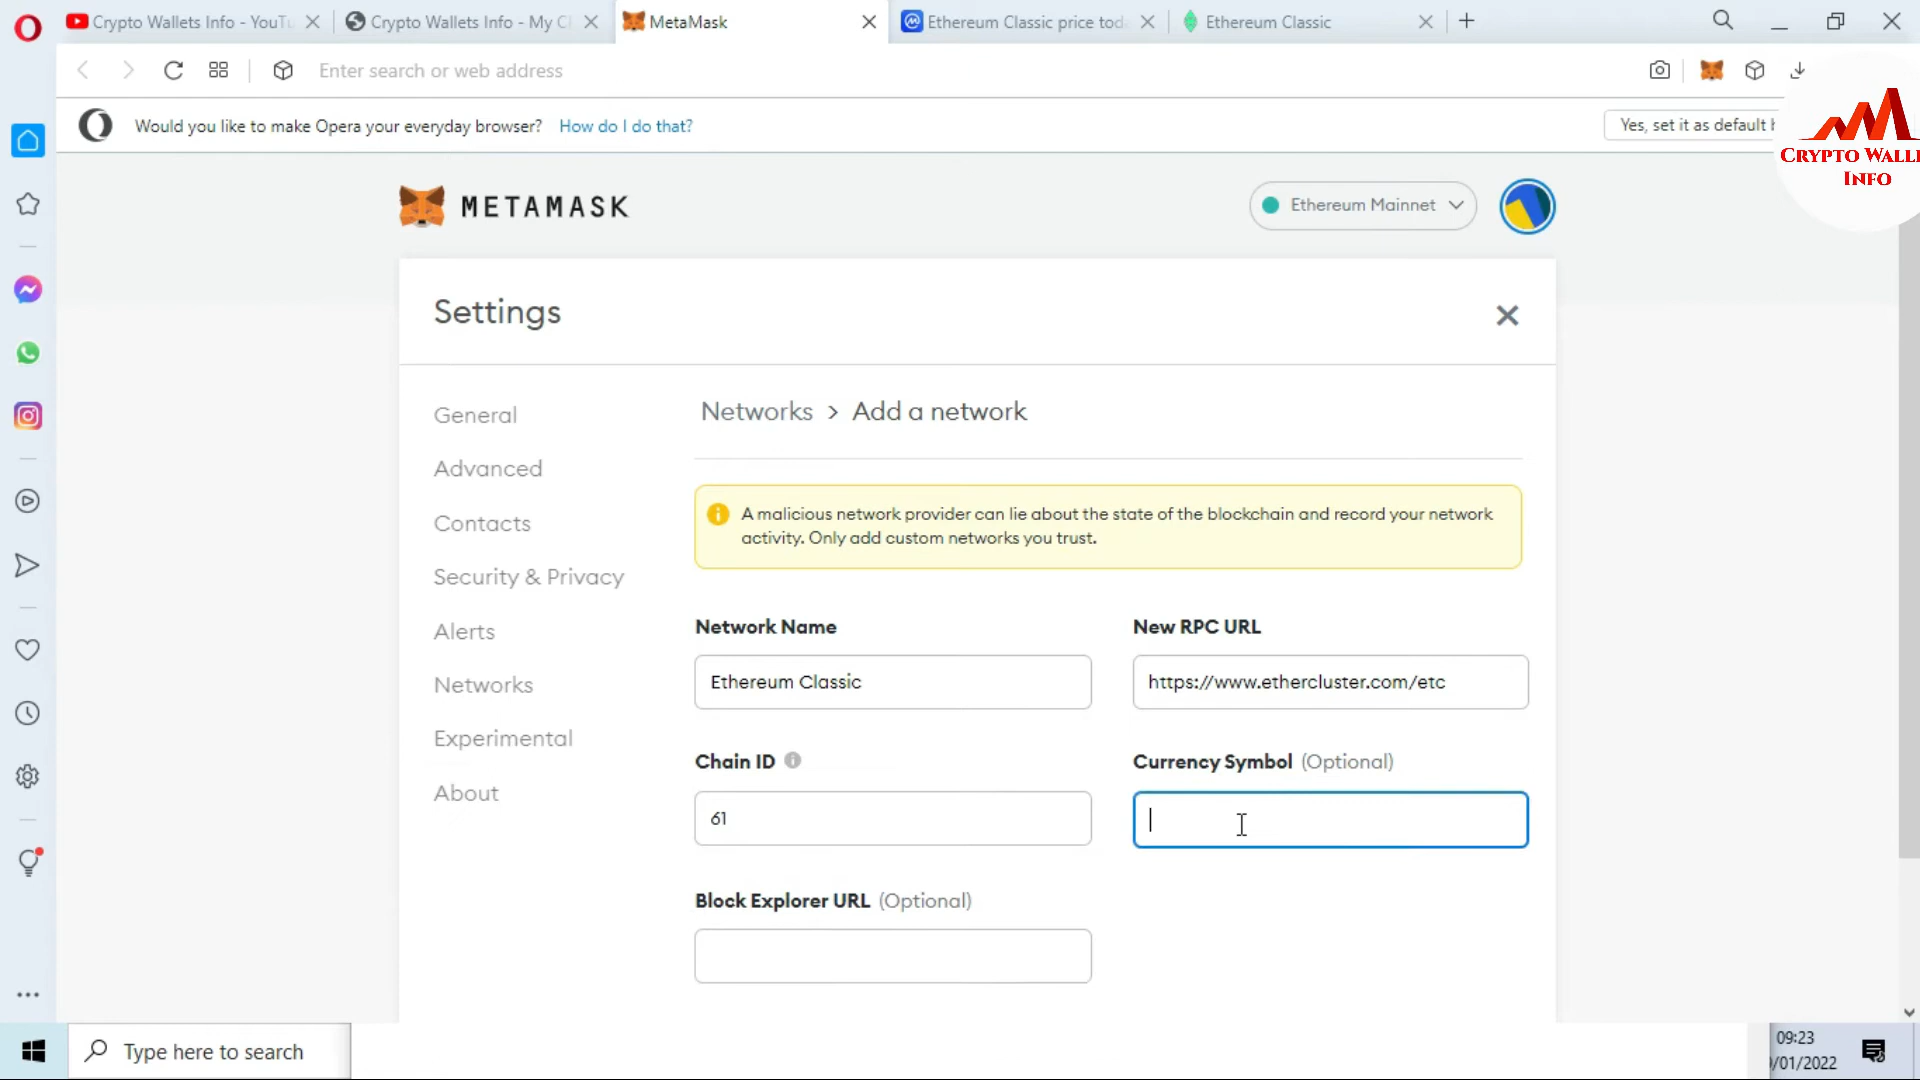 Crypto Wallets Info - YouTu
Crypto Wallets Info - My C
MetaMask
Ethereum Classic price tod
Ethereum Classic
Enter search or web address
Would you like to make Opera your everyday browser? How do I do that?
Yes, set it as default b
Crypto Walle
Info
METAMASK
Ethereum Mainnet
Settings
General
Advanced
Contacts
Security & Privacy
Alerts
Networks
Experimental
About
Networks > Add a network
A malicious network provider can lie about the state of the blockchain and record your network
activity. Only add custom networks you trust.
Network Name
Ethereum Classic
New RPC URL
https://www.ethercluster.com/etc
Chain ID
61
Currency Symbol (Optional)
Block Explorer URL (Optional)
Type here to search
09:23
/01/2022